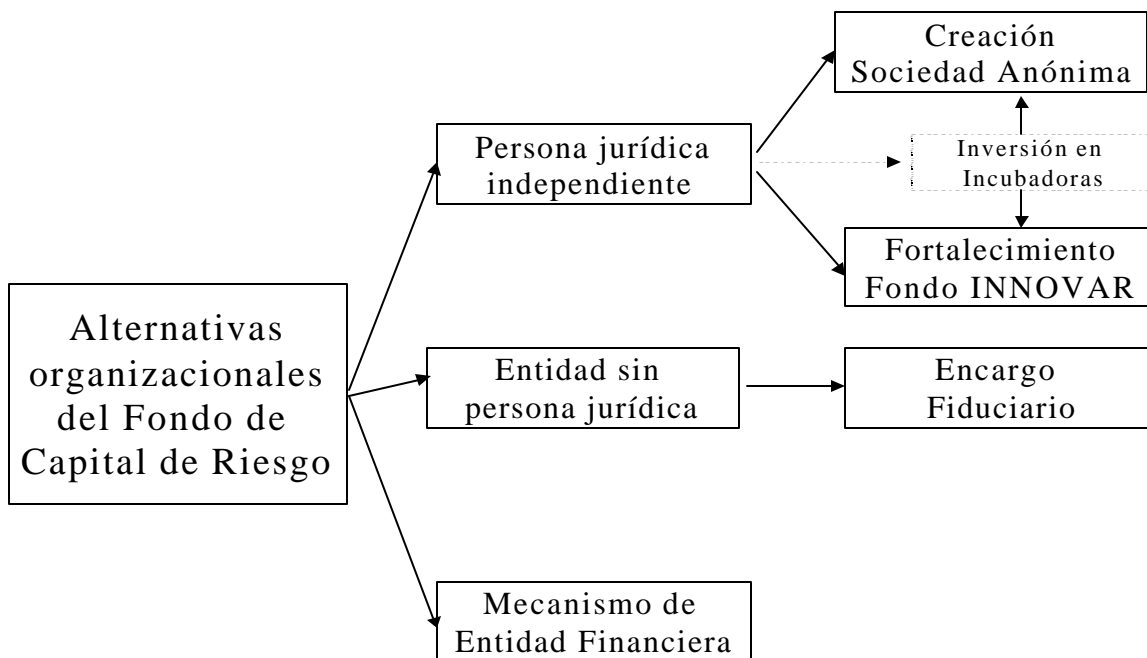 Creación
Sociedad Anónima
Persona jurídica
independiente
Inversión en
Incubadoras
Fortalecimiento
Fondo INNOVAR
Alternativas
organizacionales
del Fondo de
Capital de Riesgo
Entidad sin
persona jurídica
Encargo
Fiduciario
Mecanismo de
Entidad Financiera